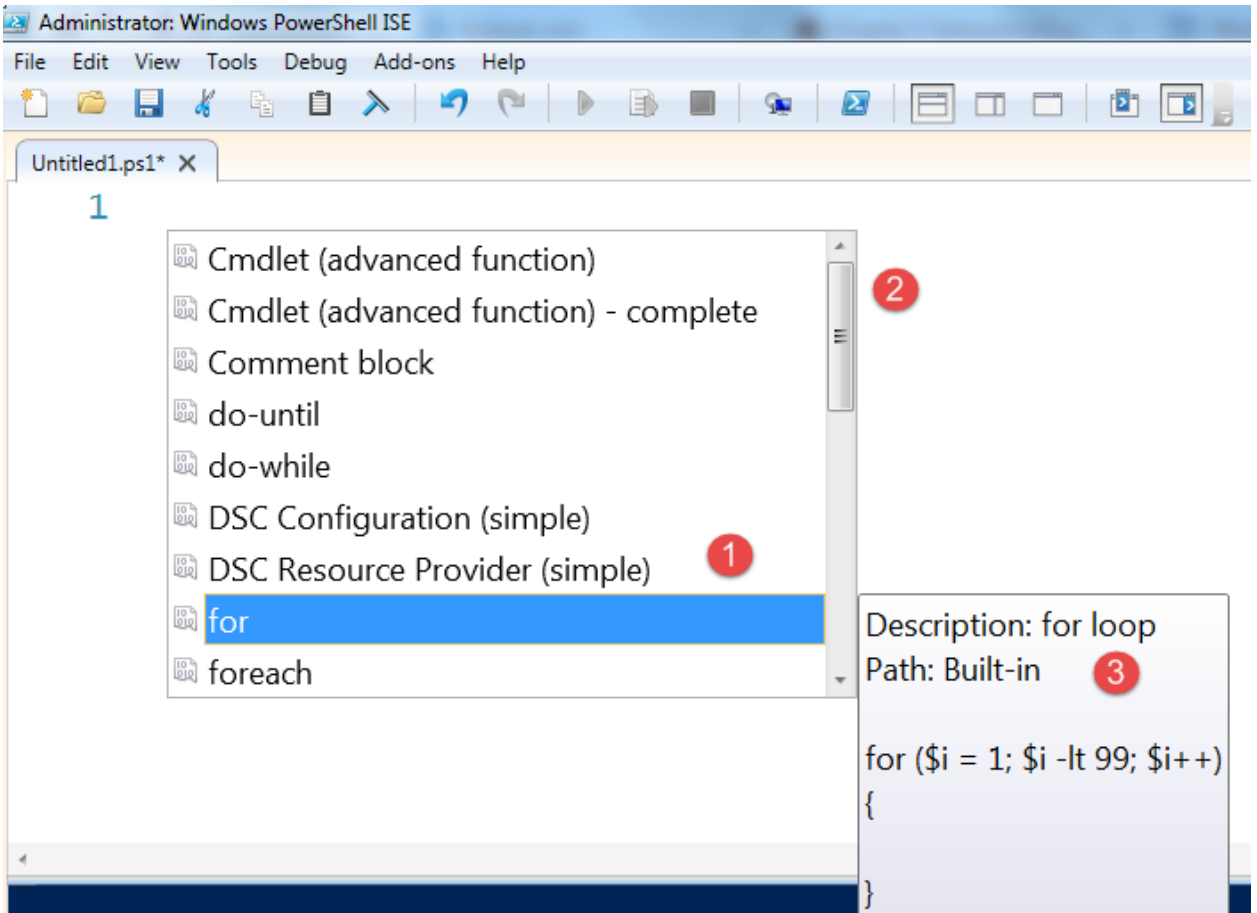 Administrator: Windows PowerShell ISE
File Edit View Tools Debug Add-ons Help
Untitled1.ps1*
1
Cmdlet (advanced function)
2
Cmdlet (advanced function) - complete
Comment block
do-until
do-while
DSC Configuration (simple)
DSC Resource Provider (simple)
1
for
foreach
Description: for loop
Path: Built-in
3
for ($i = 1; $i -lt 99; $i++)
{
}